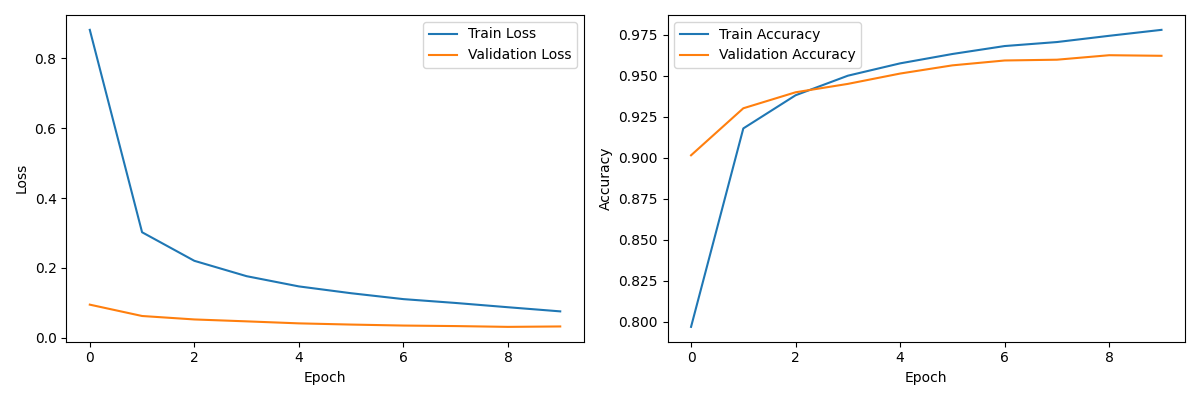 Train Loss
Validation Loss
0.8
0.6
0.4
0.2
0.0
Loss
0
2
4
6
8
Epoch
Train Accuracy
Validation Accuracy
0.975
0.950
0.925
0.900
0.875
0.850
0.825
0.800
Accuracy
0
2
4
6
8
Epoch